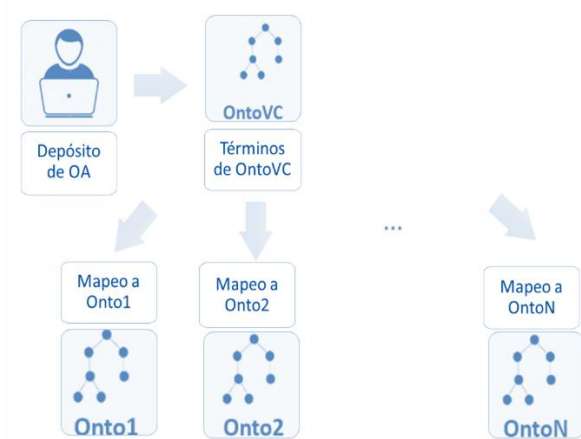 OntoVC
Depósito
de OA
Términos
de OntoVC
...
Mapeo a
Onto1
Mapeo a
Onto2
Mapeo a
OntoN
Onto1
Onto2
OntoN